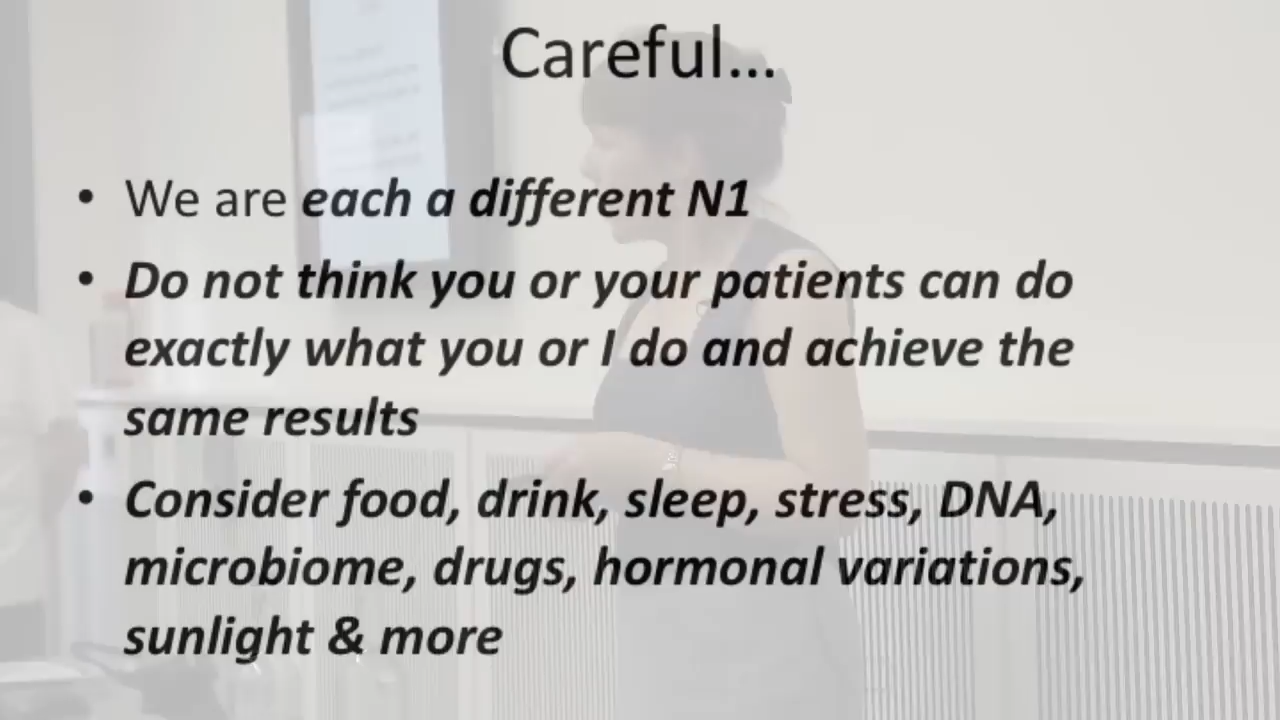 Careful...
• We are each a different N1
• Do not think you or your patients can do
exactly what you or I do and achieve the
same results
• Consider food, drink, sleep, stress, DNA,
microbiome, drugs, hormonal variations,
sunlight & more